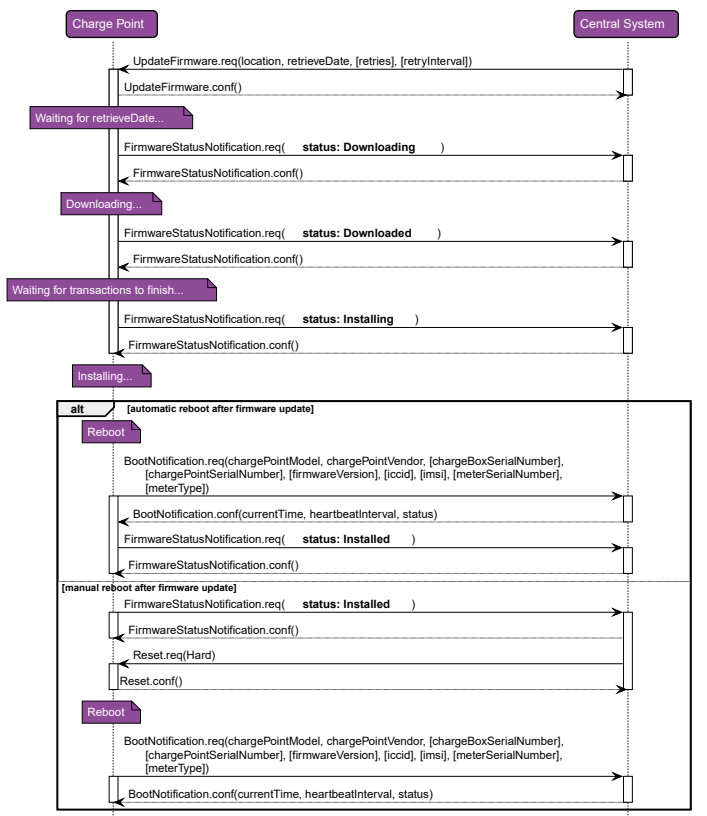 Charge Point
Central System
UpdateFirmware.req(location, retrieveDate, [retries], [retryInterval])
UpdateFirmware.conf()
Waiting for retrieveDate...
FirmwareStatusNotification.req( status: Downloading )
FirmwareStatusNotification.conf()
Downloading...
FirmwareStatusNotification.req( status: Downloaded )
FirmwareStatusNotification.conf()
Waiting for transactions to finish...
FirmwareStatusNotification.req( status: Installing )
FirmwareStatusNotification.conf()
Installing...
alt [automatic reboot after firmware update]
Reboot
BootNotification.req(chargePointModel, chargePointVendor, [chargeBoxSerialNumber],
[chargePointSerialNumber], [firmwareVersion], [iccid], [imsi], [meterSerialNumber],
[meterType])
BootNotification.conf(currentTime, heartbeatInterval, status)
FirmwareStatusNotification.req( status: Installed )
FirmwareStatusNotification.conf()
[manual reboot after firmware update]
FirmwareStatusNotification.req( status: Installed )
FirmwareStatusNotification.conf()
Reset.req(Hard)
Reset.conf()
Reboot
BootNotification.req(chargePointModel, chargePointVendor, [chargeBoxSerialNumber],
[chargePointSerialNumber], [firmwareVersion], [iccid], [imsi], [meterSerialNumber],
[meterType])
BootNotification.conf(currentTime, heartbeatInterval, status)